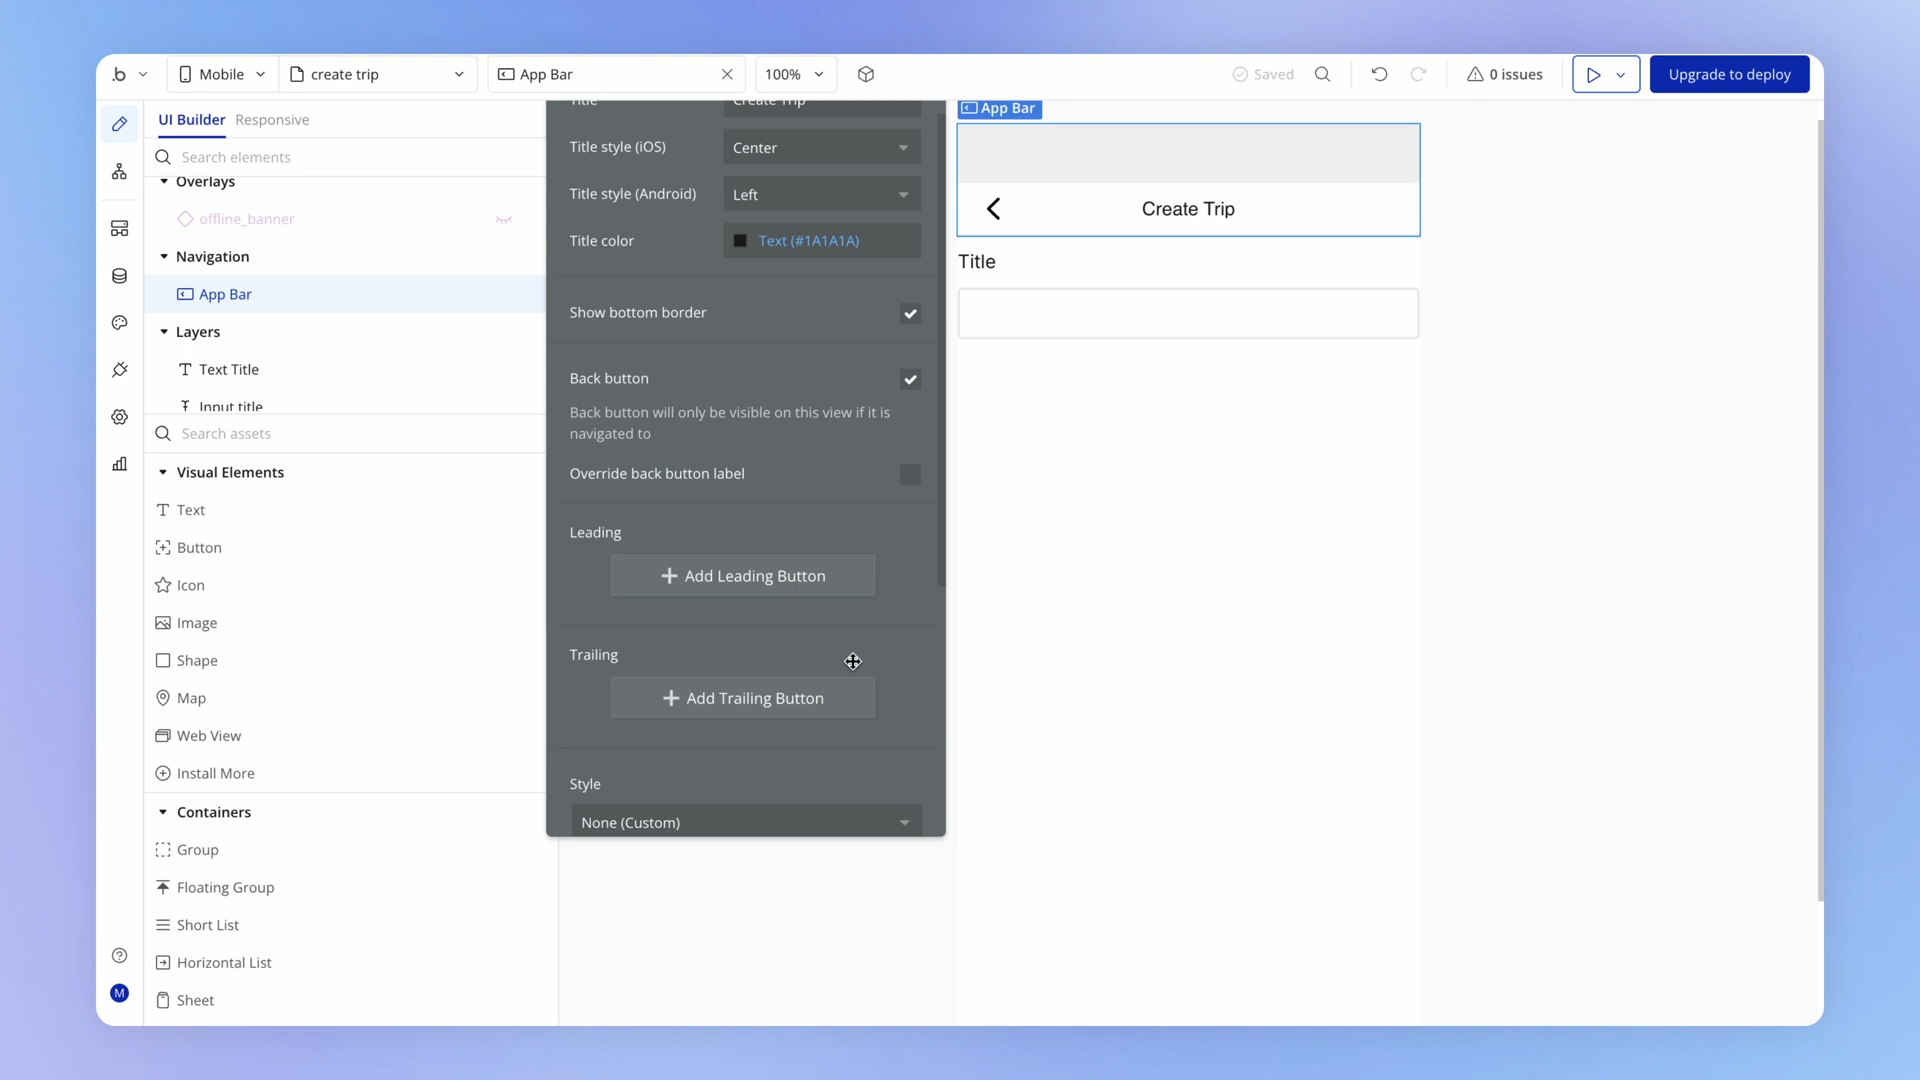 .b
Mobile
create trip
App Bar
100%
Saved
0 issues
Upgrade to deploy
UI Builder
Responsive
Search elements
Overlays
offline_banner
Navigation
App Bar
Layers
Text Title
Input title
Search assets
Visual Elements
Text
Button
Icon
Image
Shape
Map
Web View
Install More
Containers
Group
Floating Group
Short List
Horizontal List
Sheet
M
Title
Create Trip
Title style (iOS)
Center
Title style (Android)
Left
Title color
Text (#1A1A1A)
Show bottom border
Back button
Back button will only be visible on this view if it is
navigated to
Override back button label
Leading
Add Leading Button
Trailing
Add Trailing Button
Style
None (Custom)
App Bar
Create Trip
Title